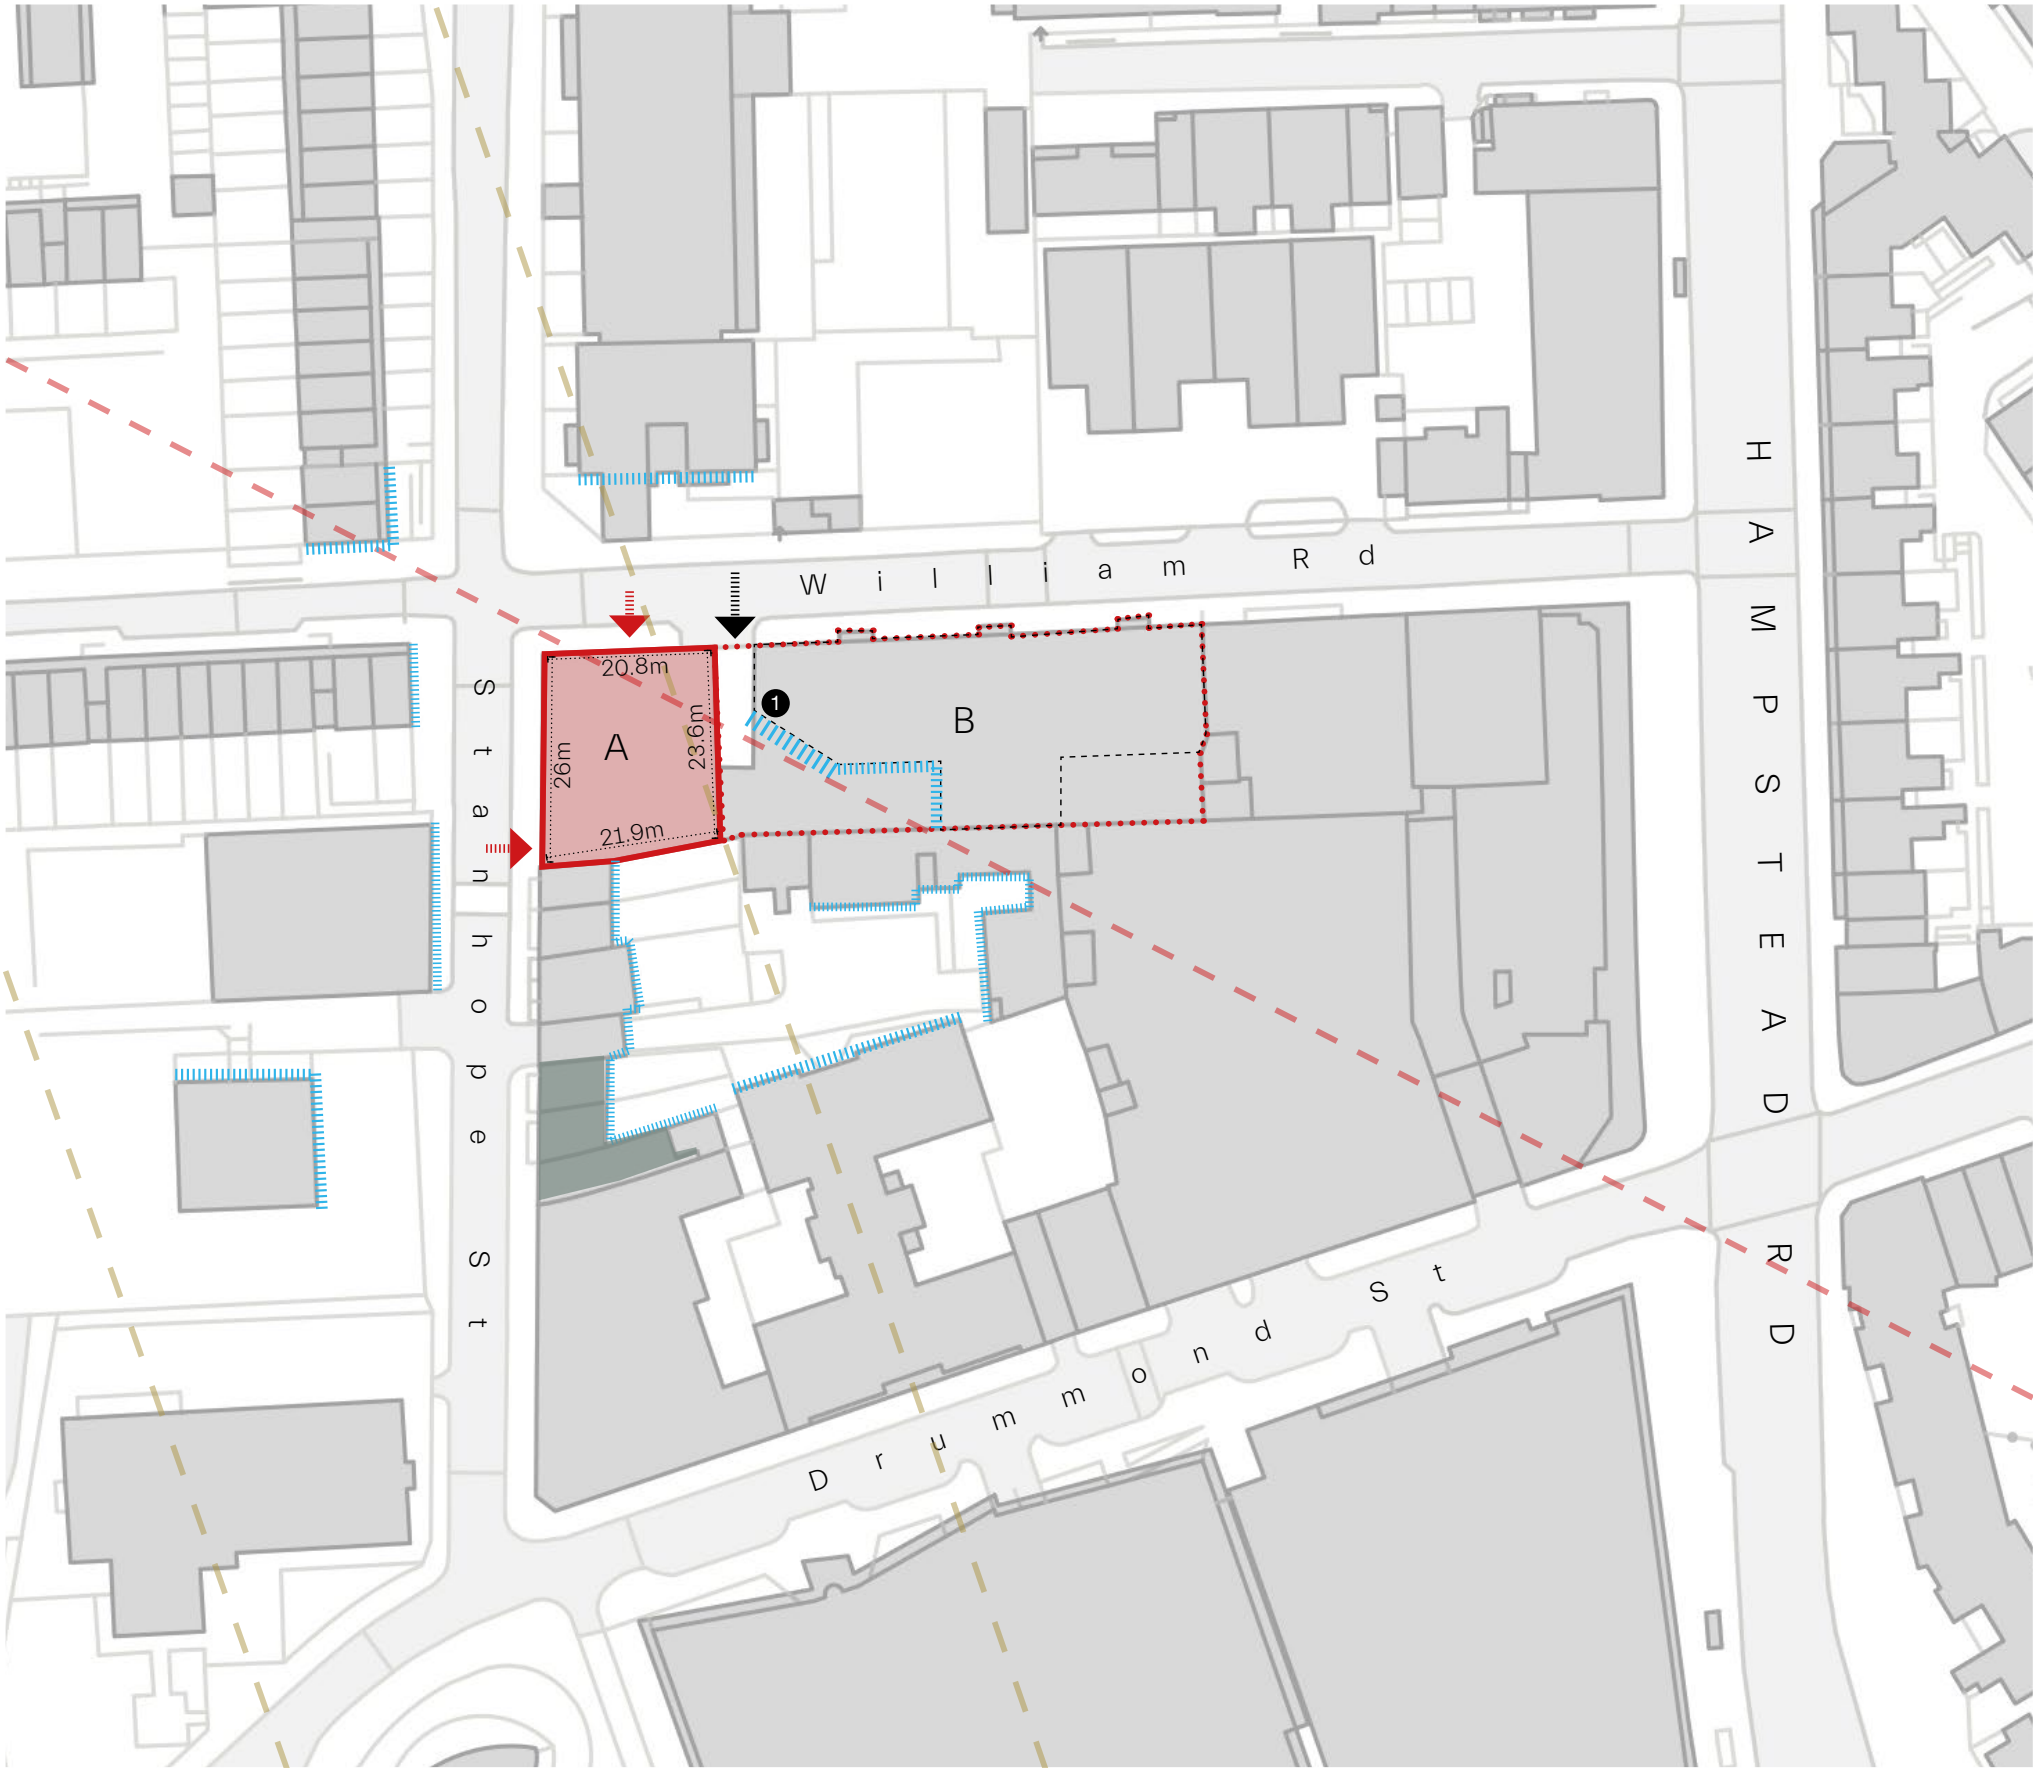 William Rd
HAMPSTEAD RD
20.8m
1
A
B
26m
23.6m
21.9m
Stanhope St
Drummond St